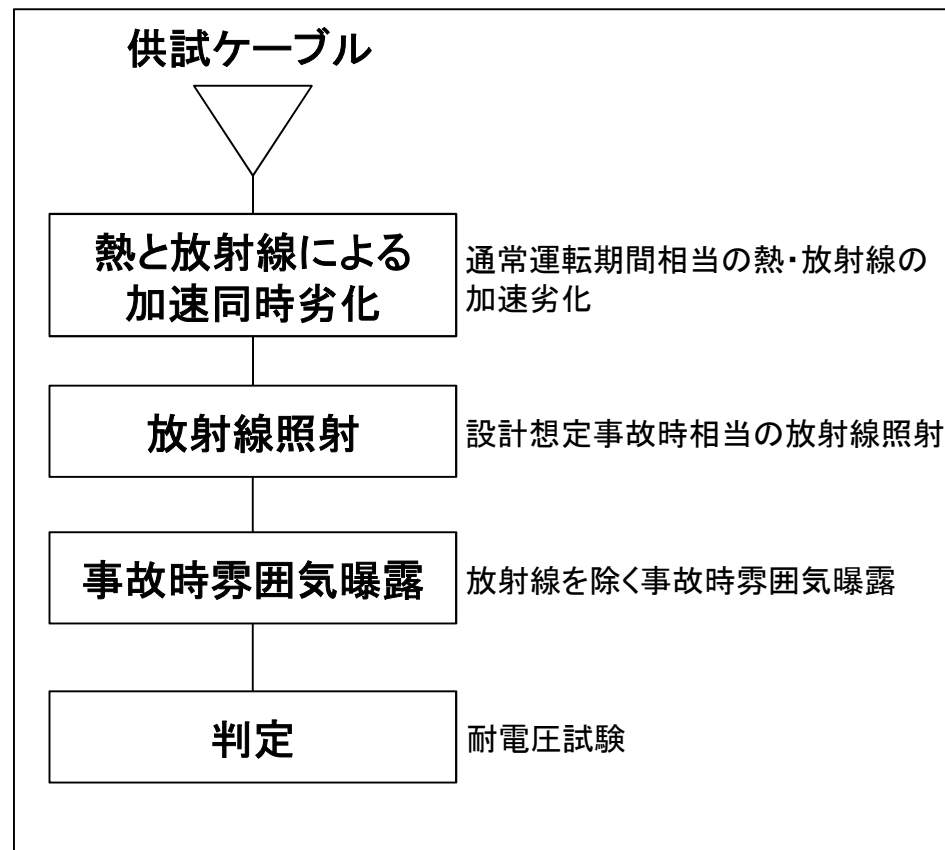 供試ケーブル
熱と放射線による
加速同時劣化
通常運転期間相当の熱・放射線の
加速劣化
放射線照射
設計想定事故時相当の放射線照射
事故時雰囲気曝露
放射線を除く事故時雰囲気曝露
判定
耐電圧試験